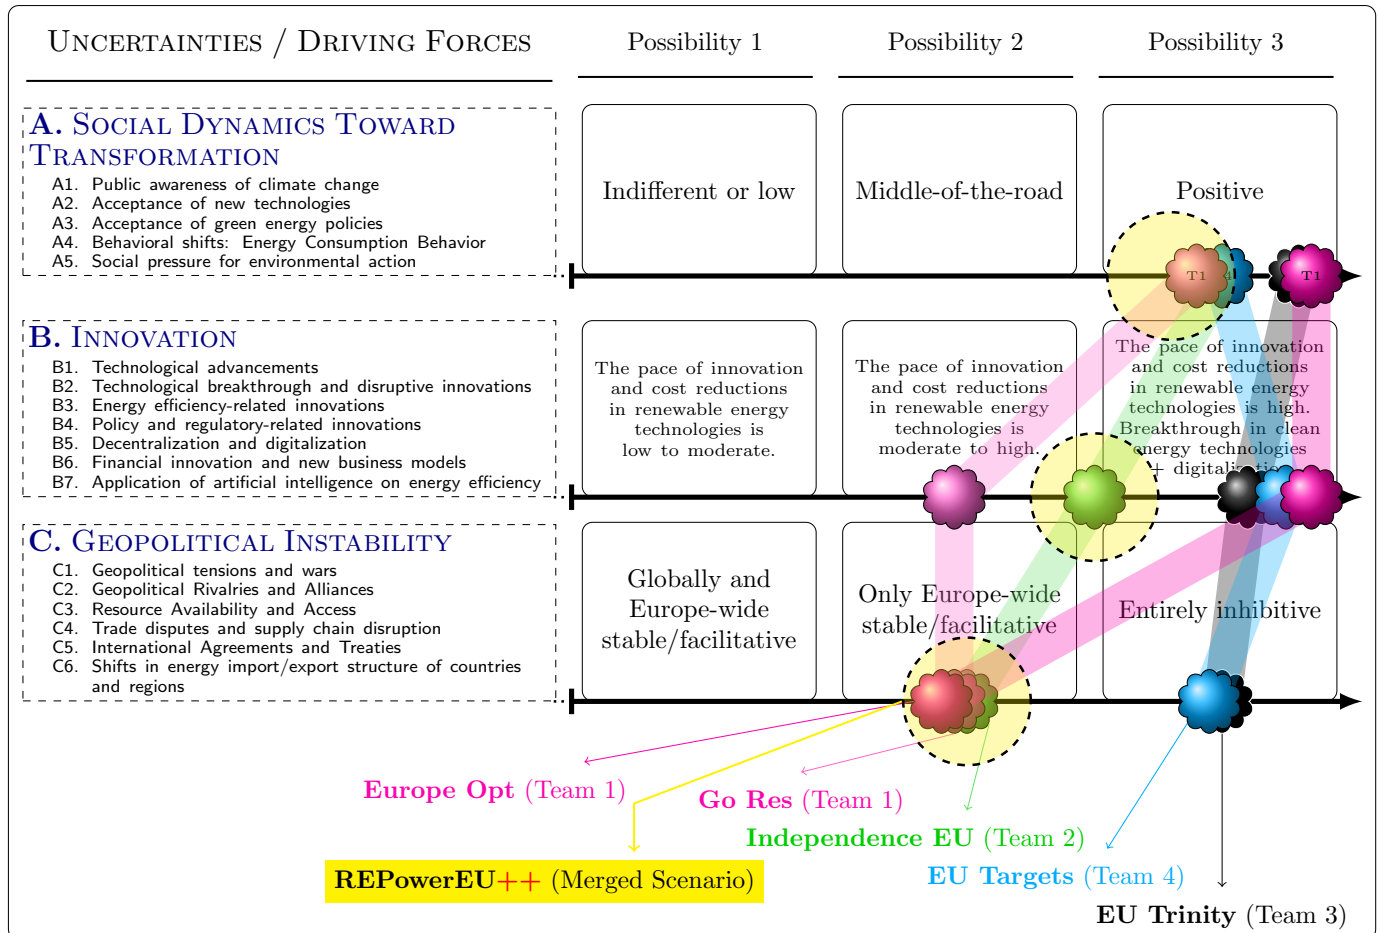 UNCERTAINTIES / DRIVING FORCES
Possibility 1
Possibility 2
Possibility 3
A. SOCIAL DYNAMICS TOWARD
TRANSFORMATION
A1. Public awareness of climate change
A2. Acceptance of new technologies
A3. Acceptance of green energy policies
A4. Behavioral shifts: Energy Consumption Behavior
A5. Social pressure for environmental action
Indifferent or low
Middle-of-the-road
Positive
T1
4
T1
B. INNOVATION
B1. Technological advancements
B2. Technological breakthrough and disruptive innovations
B3. Energy efficiency-related innovations
B4. Policy and regulatory-related innovations
B5. Decentralization and digitalization
B6. Financial innovation and new business models
B7. Application of artificial intelligence on energy efficiency
The pace of innovation
and cost reductions
in renewable energy
technologies is
low to moderate.
The pace of innovation
and cost reductions
in renewable energy
technologies is
moderate to high.
The pace of innovation
and cost reductions
in renewable energy
technologies is high.
Breakthrough in clean
energy technologies
+ digitalization
C. GEOPOLITICAL INSTABILITY
C1. Geopolitical tensions and wars
C2. Geopolitical Rivalries and Alliances
C3. Resource Availability and Access
C4. Trade disputes and supply chain disruption
C5. International Agreements and Treaties
C6. Shifts in energy import/export structure of countries
and regions
Globally and
Europe-wide
stable/facilitative
Only Europe-wide
stable/facilitative
Entirely inhibitive
Europe Opt (Team 1)
Go Res (Team 1)
Independence EU (Team 2)
REPowerEU++ (Merged Scenario)
EU Targets (Team 4)
EU Trinity (Team 3)